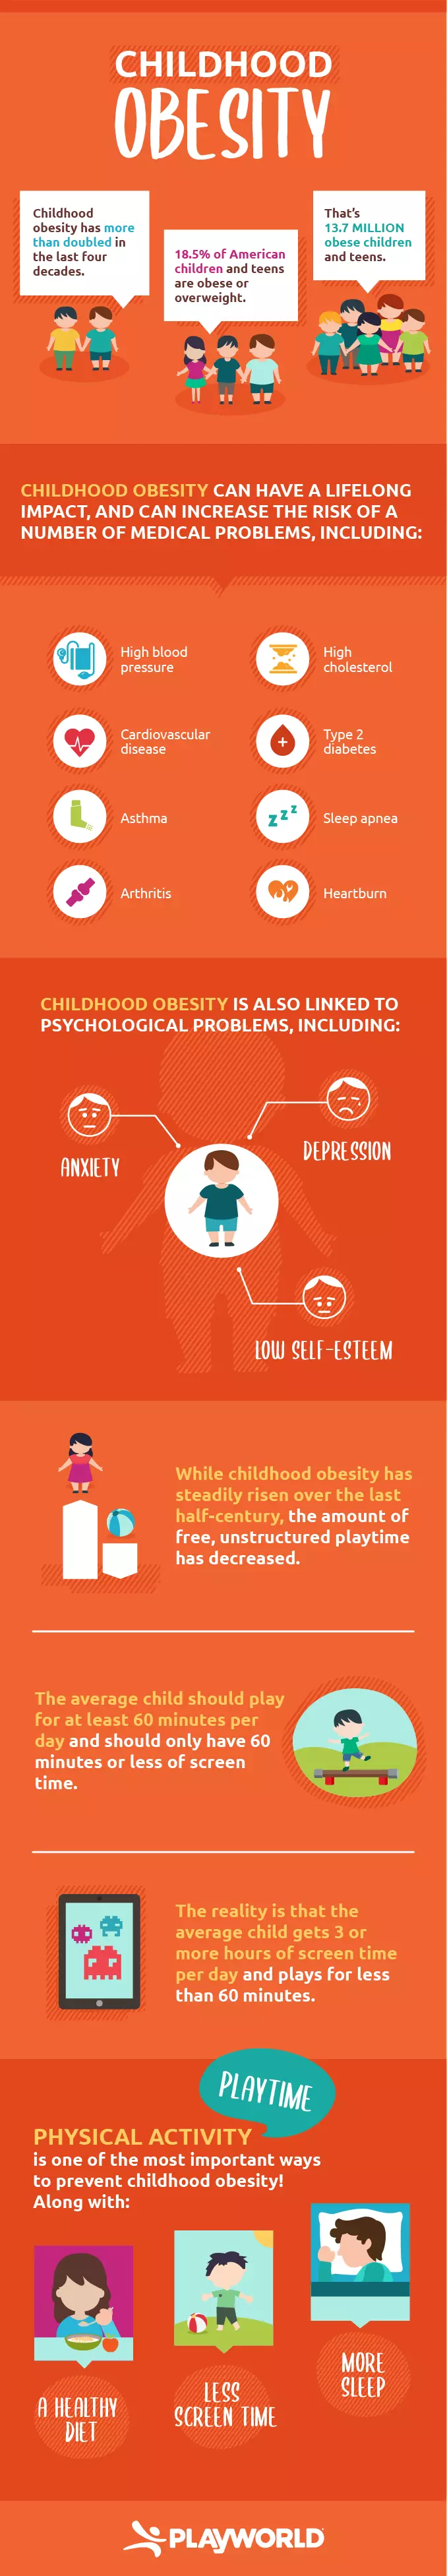 CHILDHOOD
OBESITY
Childhood
obesity has more
than doubled in
the last four
decades.
18.5% of American
children and teens
are obese or
overweight.
That's
13.7 MILLION
obese children
and teens.
CHILDHOOD OBESITY CAN HAVE A LIFELONG
IMPACT, AND CAN INCREASE THE RISK OF A
NUMBER OF MEDICAL PROBLEMS, INCLUDING:
High blood
pressure
High
cholesterol
Cardiovascular
disease
Type 2
diabetes
Asthma
zzz
Sleep apnea
Arthritis
Heartburn
CHILDHOOD OBESITY IS ALSO LINKED TO
PSYCHOLOGICAL PROBLEMS, INCLUDING:
ANXIETY
DEPRESSION
LOW SELF-ESTEEM
While childhood obesity has
steadily risen over the last
half-century, the amount of
free, unstructured playtime
has decreased.
The average child should play
for at least 60 minutes per
day and should only have 60
minutes or less of screen
time.
The reality is that the
average child gets 3 or
more hours of screen time
per day and plays for less
than 60 minutes.
PLAYTIME
PHYSICAL ACTIVITY
is one of the most important ways
to prevent childhood obesity!
Along with:
A HEALTHY
DIET
LESS
SCREEN TIME
MORE
SLEEP
PLAYWORLD